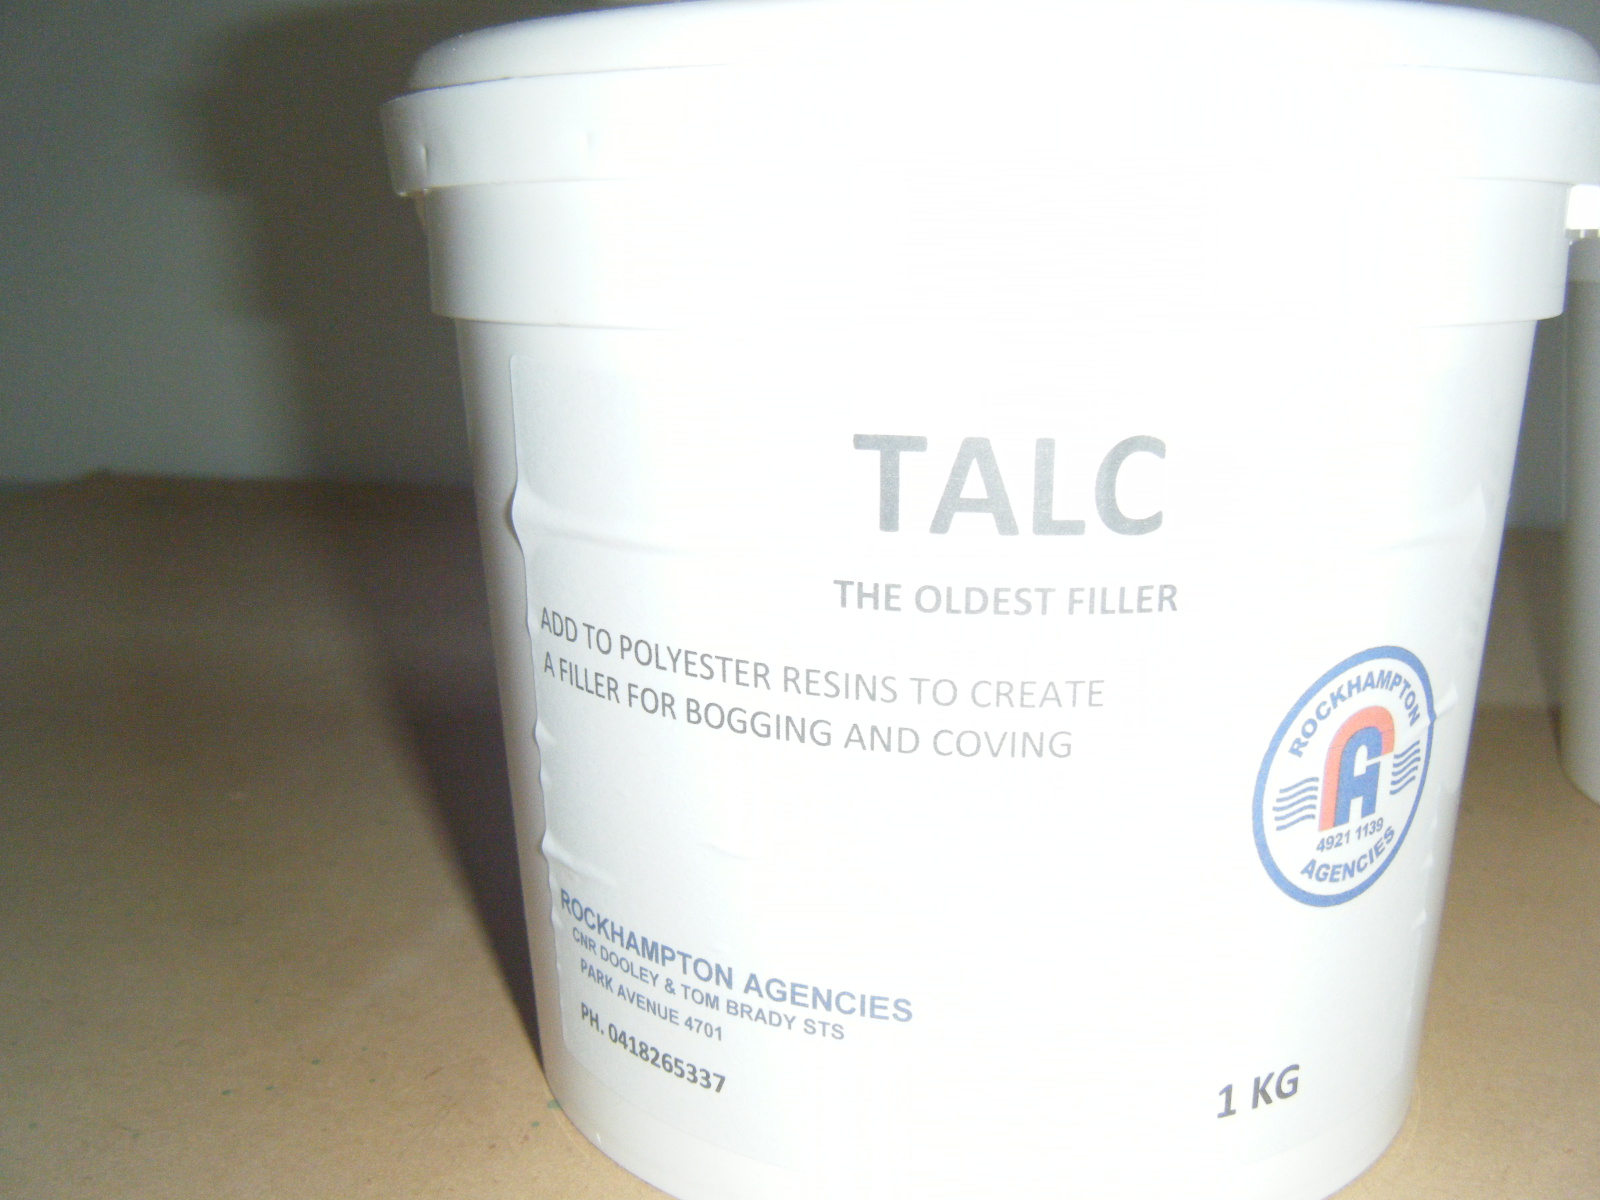 TALC
THE OLDEST FILLER
ADD TO POLYESTER RESINS TO CREATE
A FILLER FOR BOGGING AND COVING
ROCKHAMPTON
4921 1139
AGENCIES
ROCKHAMPTON AGENCIES
CNR DOOLEY & TOM BRADY STS
PARK AVENUE 4701
PH. 0418265337
1 KG